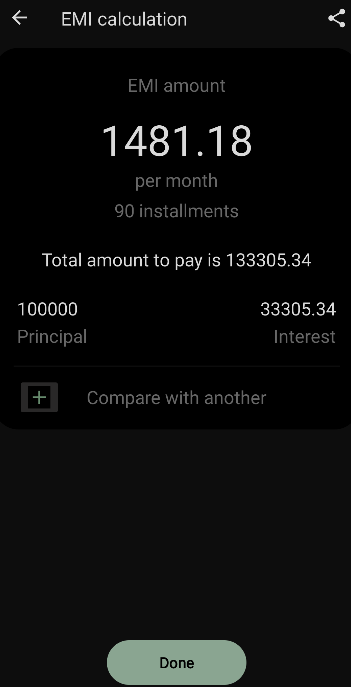 EMI calculation
EMI amount
1481.18
per month
90 installments
Total amount to pay is 133305.34
100000 33305.34
Principal Interest
Compare with another
Done